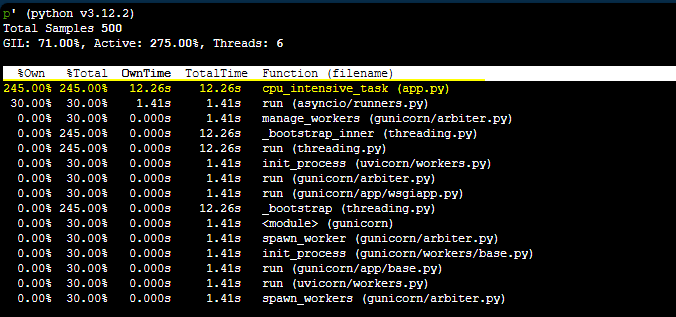 p' (python v3.12.2)
Total Samples 500
GIL: 71.00%, Active: 275.00%, Threads: 6
%Own %Total OwnTime TotalTime Function (filename)
245.00% 245.00% 12.26s 12.26s cpu_intensive_task (app.py)
30.00% 30.00% 1.41s 1.41s run (asyncio/runners.py)
0.00% 30.00% 0.000s 1.41s manage_workers (gunicorn/arbiter.py)
0.00% 245.00% 0.000s 12.26s _bootstrap_inner (threading.py)
0.00% 245.00% 0.000s 12.26s run (threading.py)
0.00% 30.00% 0.000s 1.41s init_process (uvicorn/workers.py)
0.00% 30.00% 0.000s 1.41s run (gunicorn/arbiter.py)
0.00% 30.00% 0.000s 1.41s run (gunicorn/app/wsgiapp.py)
0.00% 245.00% 0.000s 12.26s _bootstrap (threading.py)
0.00% 30.00% 0.000s 1.41s <module> (gunicorn)
0.00% 30.00% 0.000s 1.41s spawn_worker (gunicorn/arbiter.py)
0.00% 30.00% 0.000s 1.41s init_process (gunicorn/workers/base.py)
0.00% 30.00% 0.000s 1.41s run (gunicorn/app/base.py)
0.00% 30.00% 0.000s 1.41s run (uvicorn/workers.py)
0.00% 30.00% 0.000s 1.41s spawn_workers (gunicorn/arbiter.py)